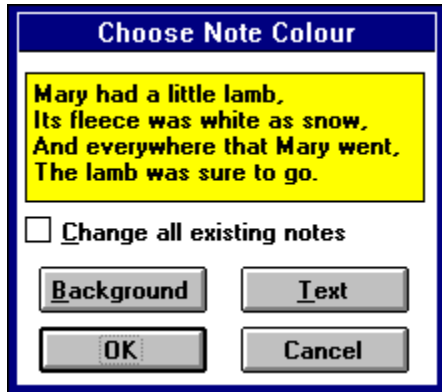 Choose Note Colour
Mary had a little lamb,
Its fleece was white as snow,
And everywhere that Mary went,
The lamb was sure to go.
Change all existing notes
Background Text
OK Cancel